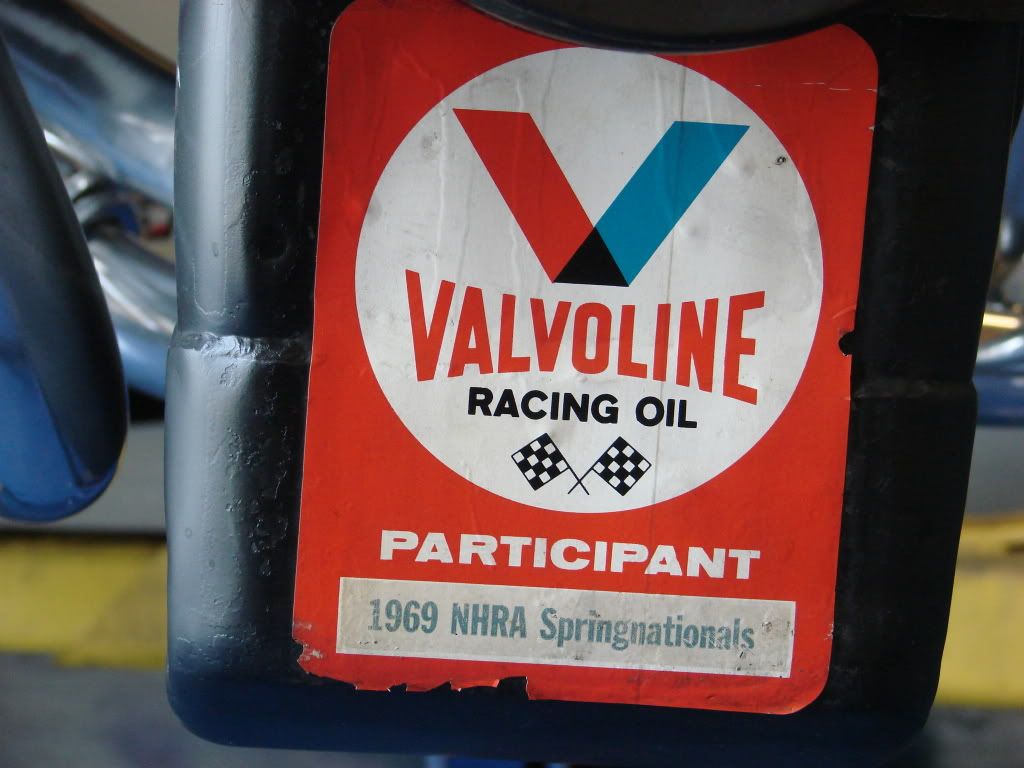 VALVOLINE
RACING OIL
PARTICIPANT
1969 NHRA Springnationals